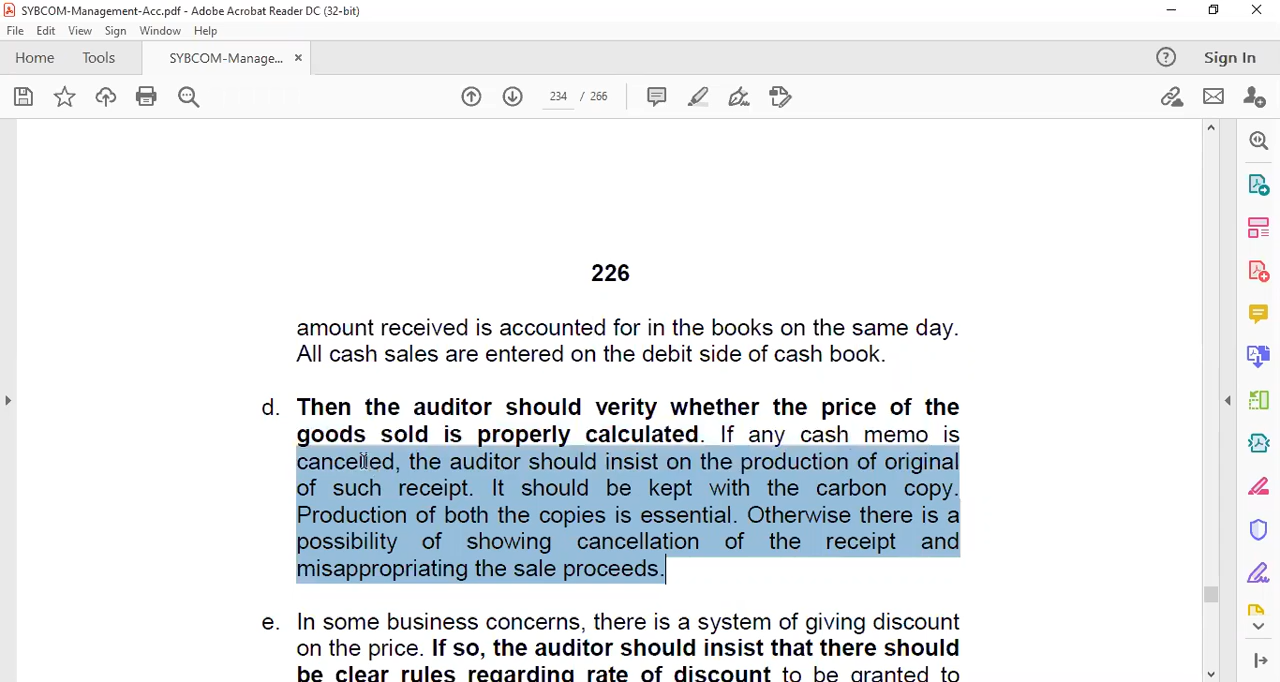 SYBCOM-Management-Acc.pdf - Adobe Acrobat Reader DC (32-bit)
File Edit View Sign Window Help
Home Tools SYBCOM-Manage... × Sign In
234 / 266
226
amount received is accounted for in the books on the same day.
All cash sales are entered on the debit side of cash book.
d. Then the auditor should verity whether the price of the
goods sold is properly calculated. If any cash memo is
cancelled, the auditor should insist on the production of original
of such receipt. It should be kept with the carbon copy.
Production of both the copies is essential. Otherwise there is a
possibility of showing cancellation of the receipt and
misappropriating the sale proceeds.
e. In some business concerns, there is a system of giving discount
on the price. If so, the auditor should insist that there should
be clear rules regarding rate of discount to be granted to